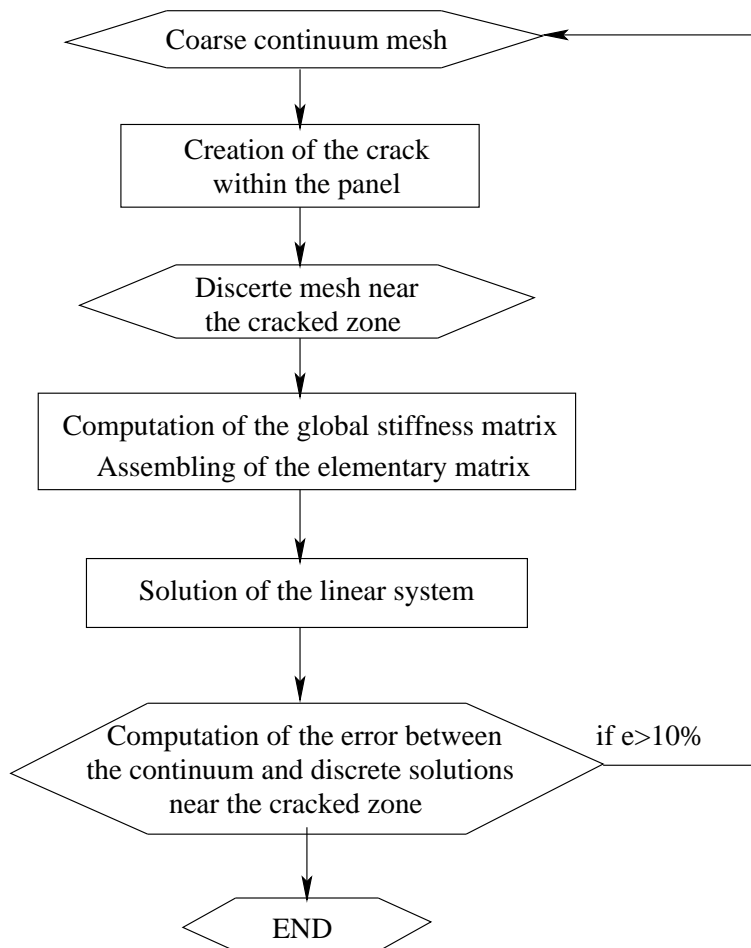 Coarse continuum mesh
Creation of the crack
within the panel
Discerte mesh near
the cracked zone
Computation of the global stiffness matrix
Assembling of the elementary matrix
Solution of the linear system
Computation of the error between
the continuum and discrete solutions
near the cracked zone
if e>10%
END